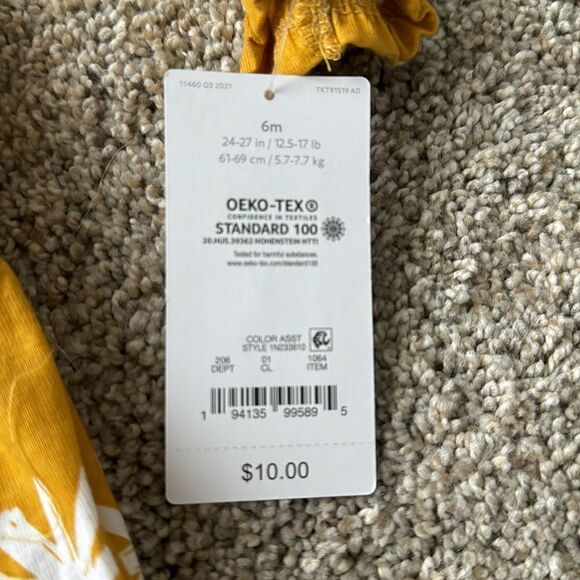 11460 Q3 2021
TKT91519 AD
6m
24-27 in / 12.5-17 lb
61-69 cm / 5.7-7.7 kg
OEKO-TEX®
CONFIDENCE IN TEXTILES
STANDARD 100
20.HUS.39362 HOHENSTEIN HTTI
Tested for harmful substances.
www.oeko-tex.com/standard100
COLOR ASST
STYLE 1N233810
206 01 1064
DEPT CL ITEM
1 94135 99589 5
$10.00